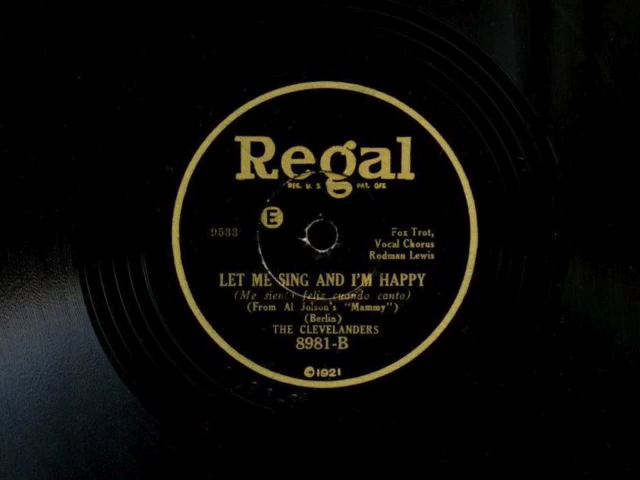 Regal
REG. U. S. PAT. OFF.
E
9533
Fox Trot,
Vocal Chorus
Rodman Lewis
LET ME SING AND I'M HAPPY
(Me siento feliz cuando canto)
(From Al Jolson's "Mammy")
(Berlin)
THE CLEVELANDERS
8981-B
©1921